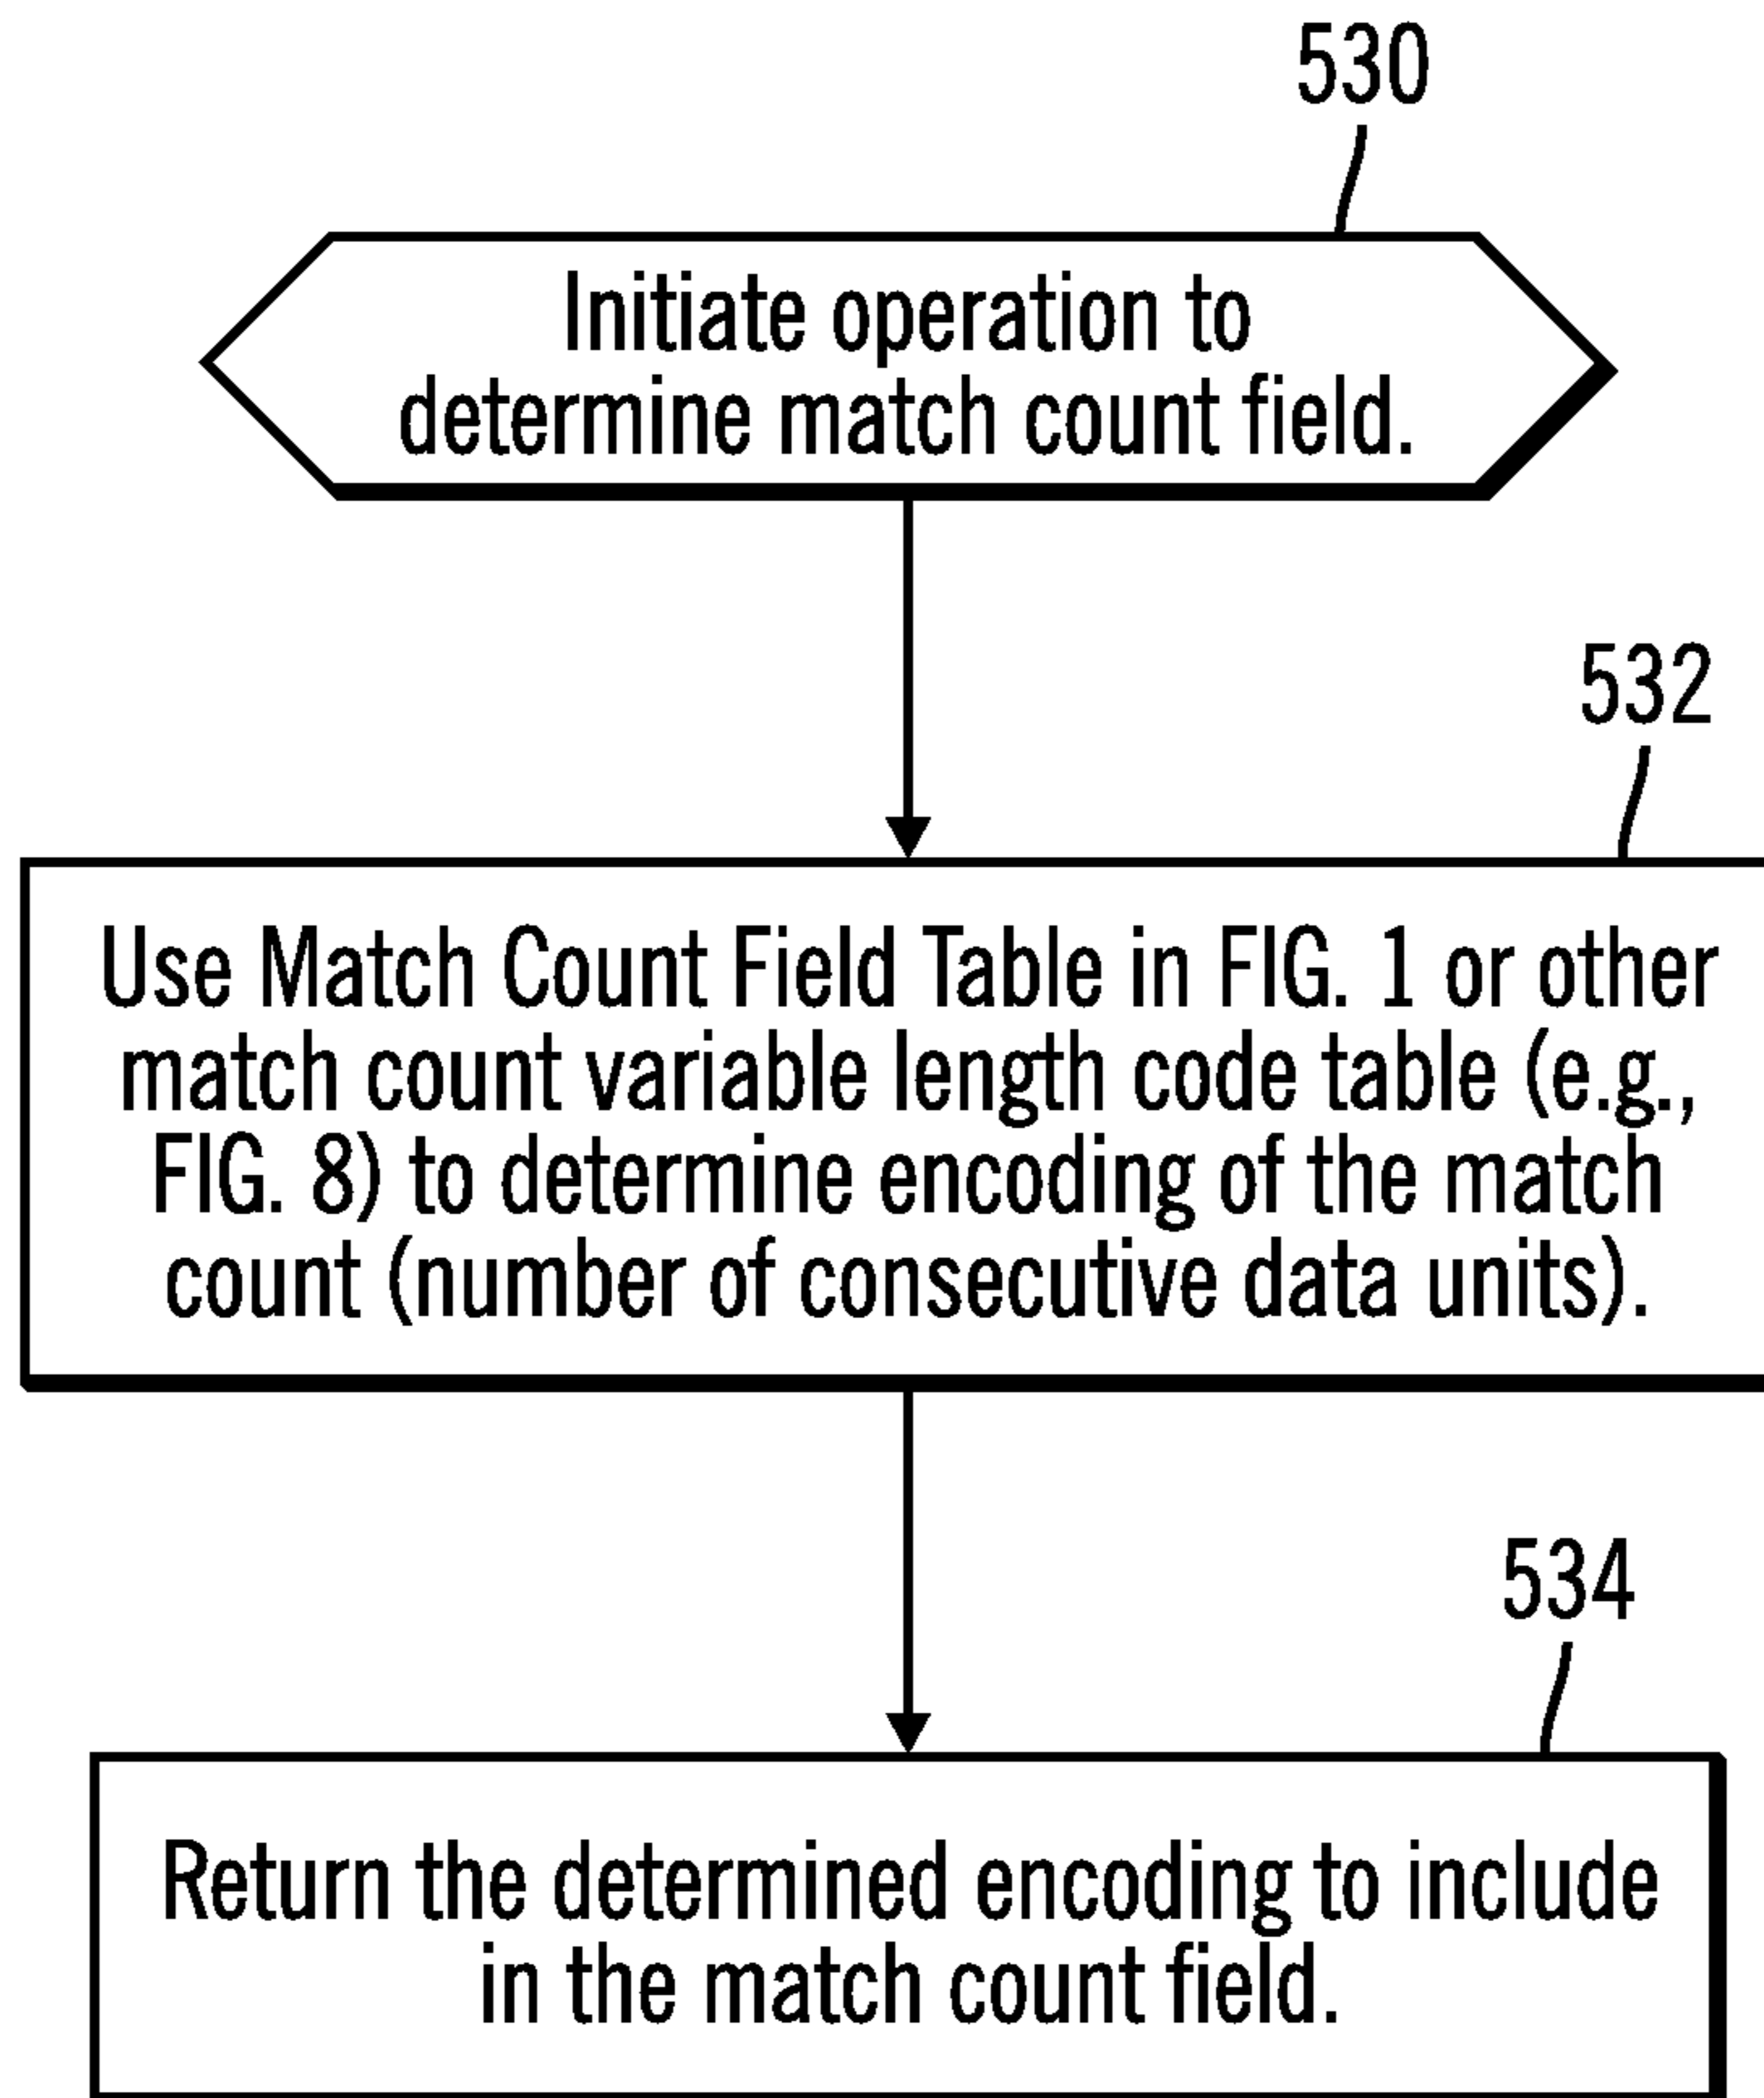 530
Initiate operation to
determine match count field.
532
Use Match Count Field Table in FIG. 1 or other
match count variable length code table (e.g.,
FIG. 8) to determine encoding of the match
count (number of consecutive data units).
534
Return the determined encoding to include
in the match count field.